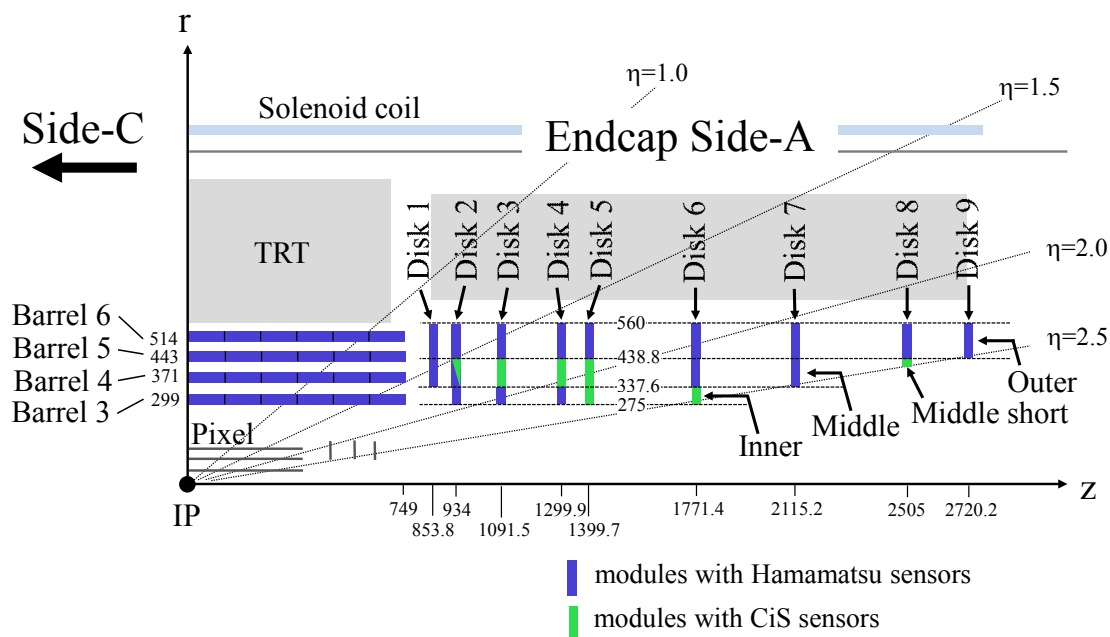 r
η=1.0
η=1.5
Solenoid coil
Side-C
Endcap Side-A
TRT
Disk 1
Disk 2
Disk 3
Disk 4
Disk 5
Disk 6
Disk 7
Disk 8
Disk 9
η=2.0
η=2.5
Barrel 6
514
Barrel 5
443
Barrel 4
371
Barrel 3
299
560
438.8
337.6
275
Outer
Middle short
Middle
Inner
Pixel
IP
z
749
853.8
934
1091.5
1299.9
1399.7
1771.4
2115.2
2505
2720.2
modules with Hamamatsu sensors
modules with CiS sensors